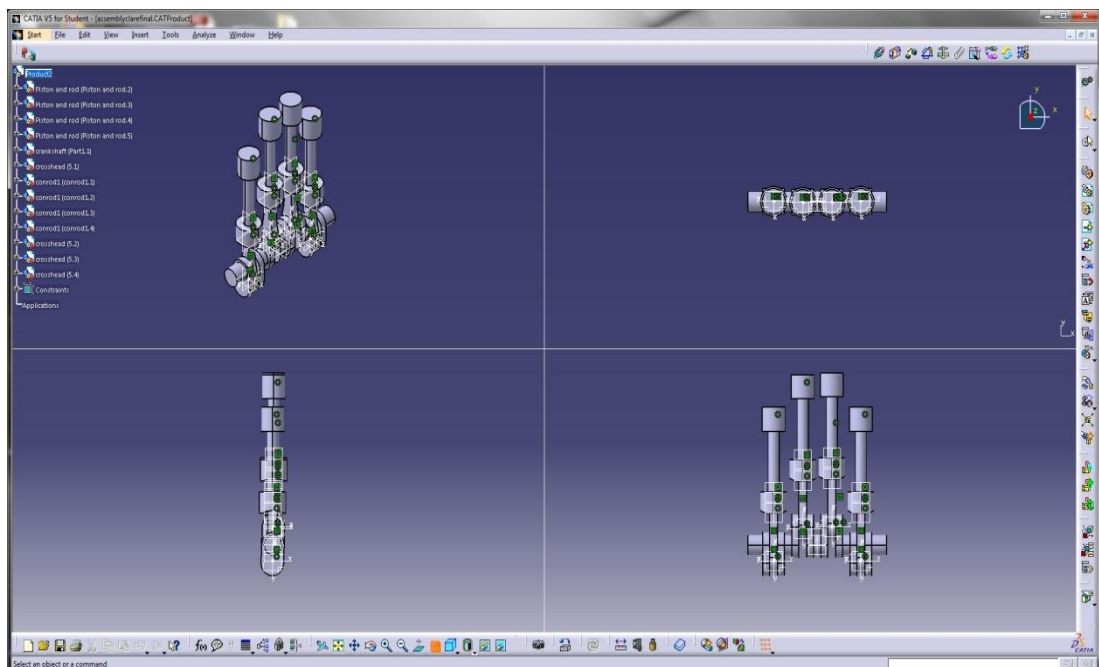 CATIA V5 for Student - [assemblyclarefinal.CATProduct]
Start File Edit View Insert Tools Analyze Window Help
Product2
Piston and rod (Piston and rod.2)
Piston and rod (Piston and rod.3)
Piston and rod (Piston and rod.4)
Piston and rod (Piston and rod.5)
crankshaft (Part1.1)
crosshead (5.1)
conrod1 (conrod1.1)
conrod1 (conrod1.2)
conrod1 (conrod1.3)
conrod1 (conrod1.4)
crosshead (5.2)
crosshead (5.3)
crosshead (5.4)
Constraints
Applications
y
z x
y
x
f(x)
CATIA
Select an object or a command